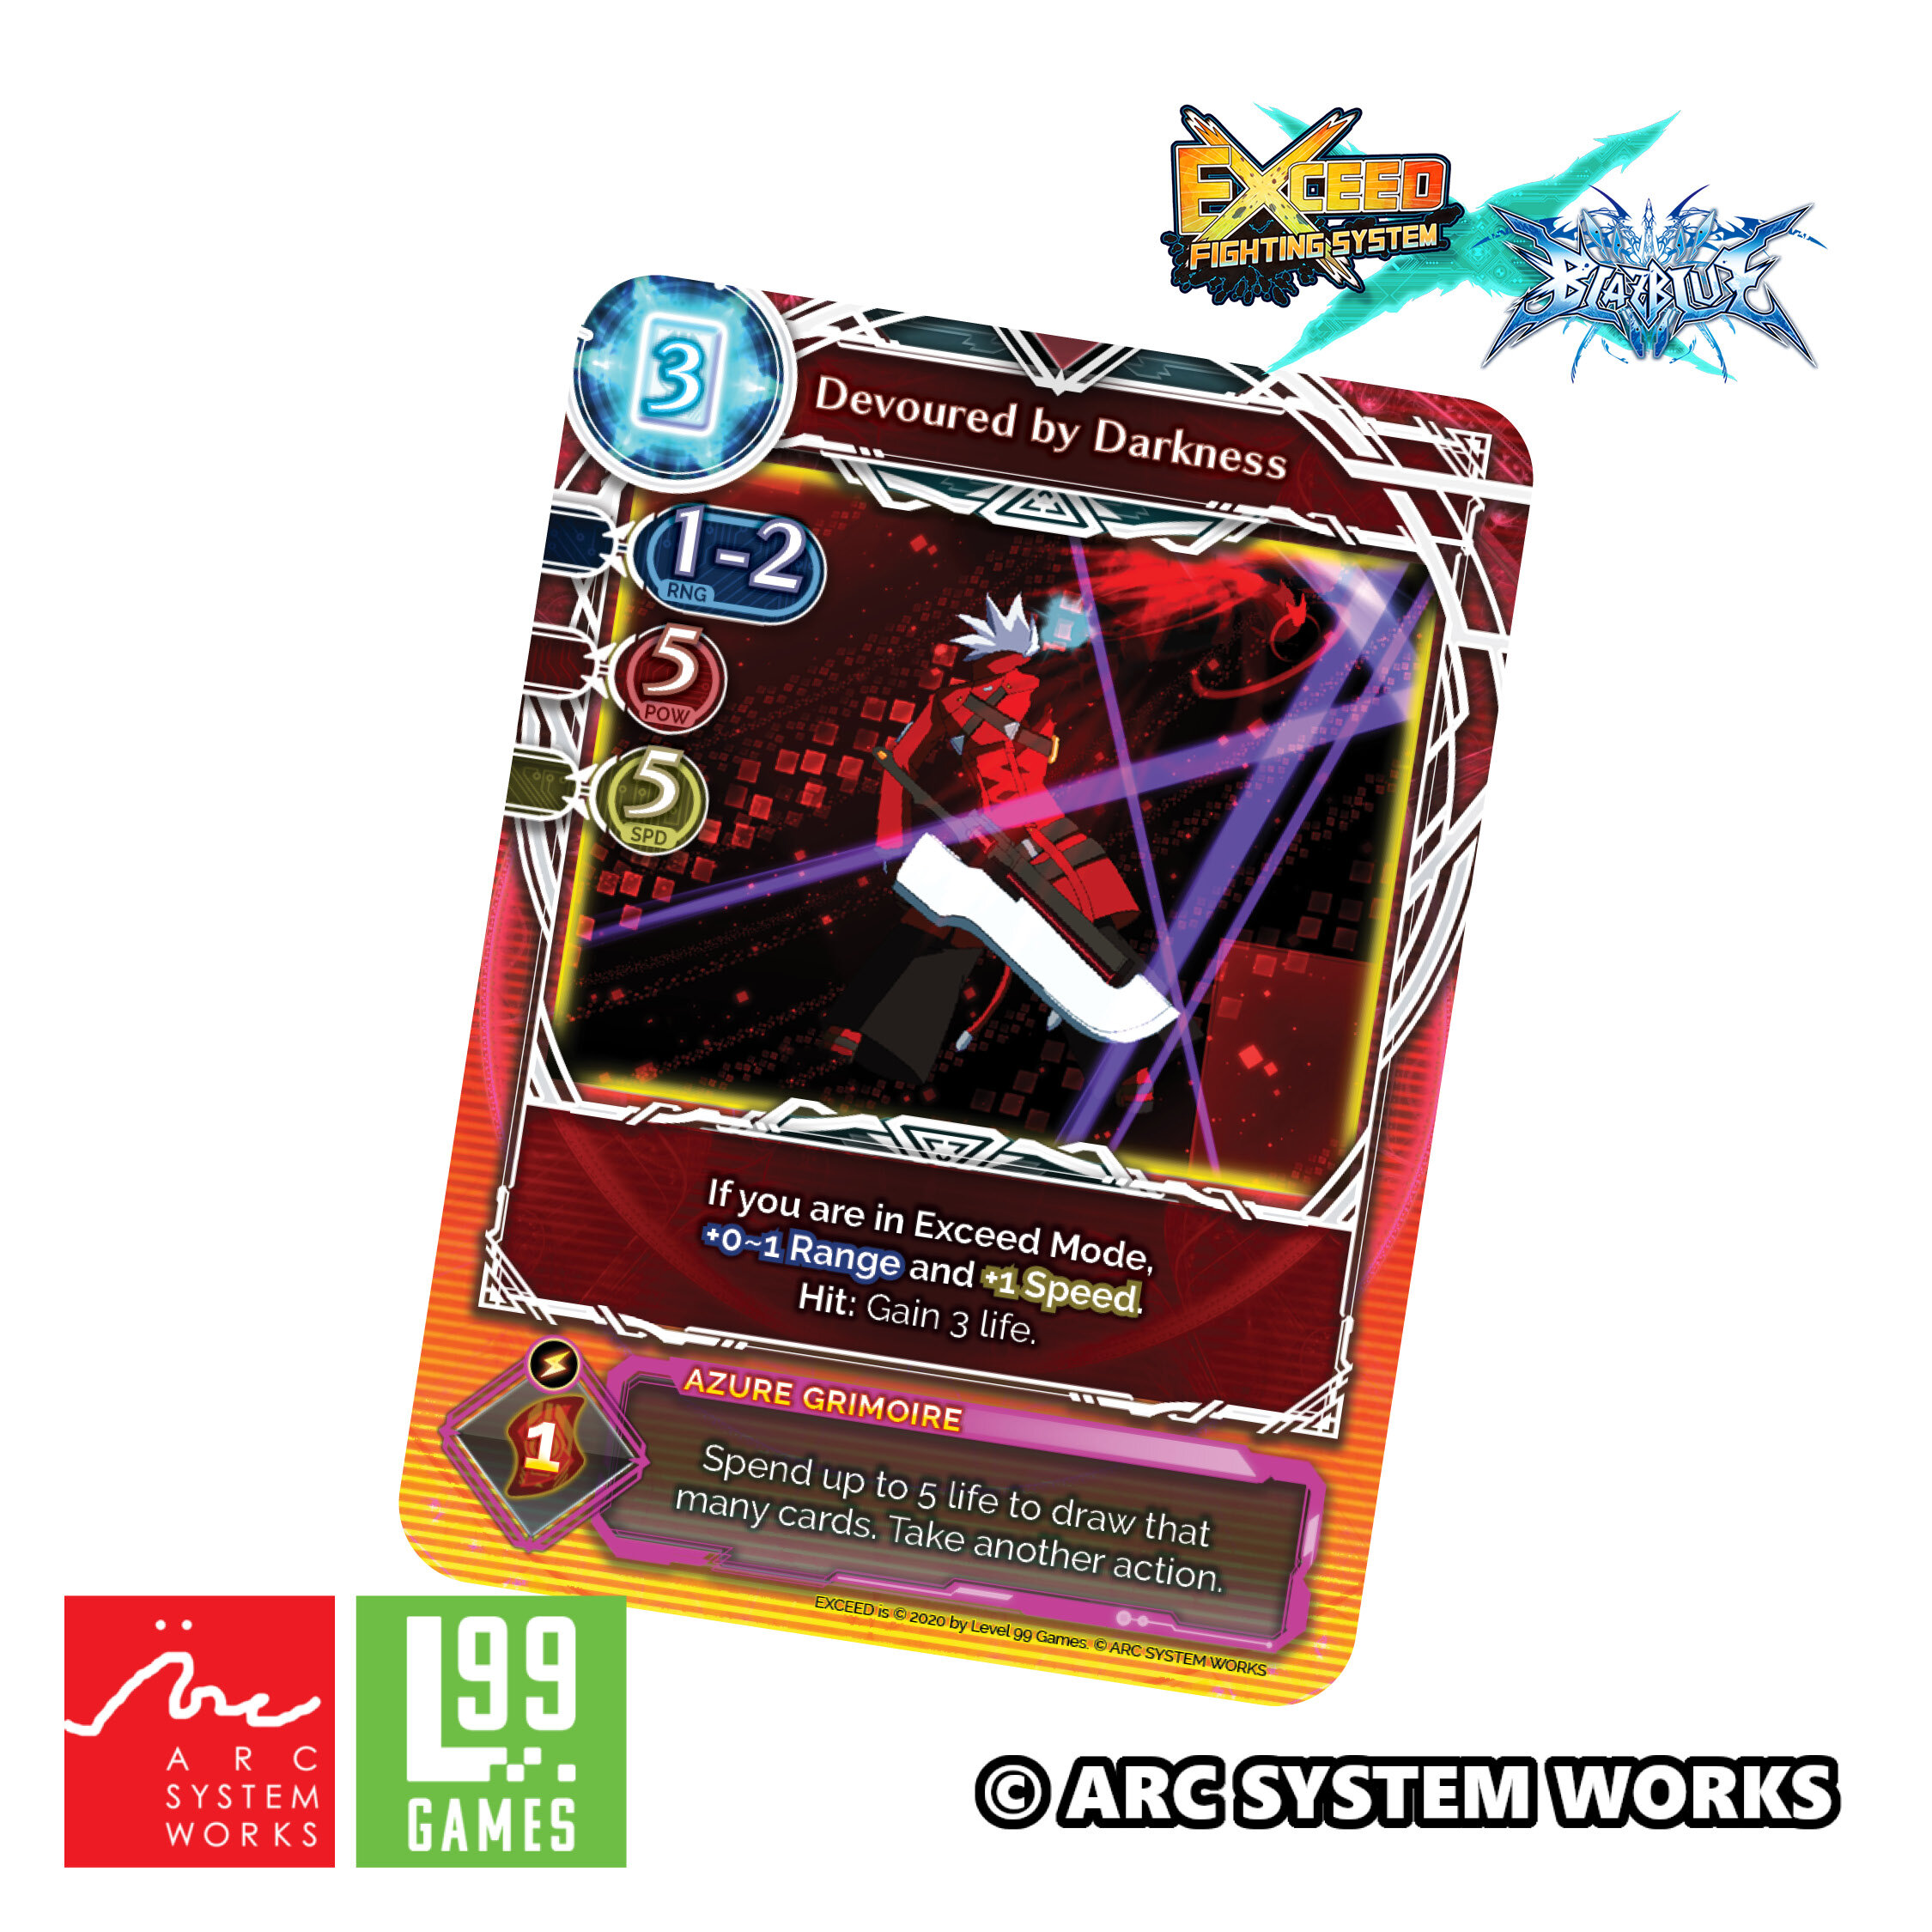 EXCEED
FIGHTING SYSTEM
BLAZBLUE
3
Devoured by Darkness
1-2
RNG
5
POW
5
SPD
If you are in Exceed Mode,
+0~1 Range and +1 Speed.
Hit: Gain 3 life.
1
AZURE GRIMOIRE
Spend up to 5 life to draw that
many cards. Take another action.
EXCEED is © 2020 by Level 99 Games. © ARC SYSTEM WORKS
Arc
ARC
SYSTEM
WORKS
L99
GAMES
© ARC SYSTEM WORKS